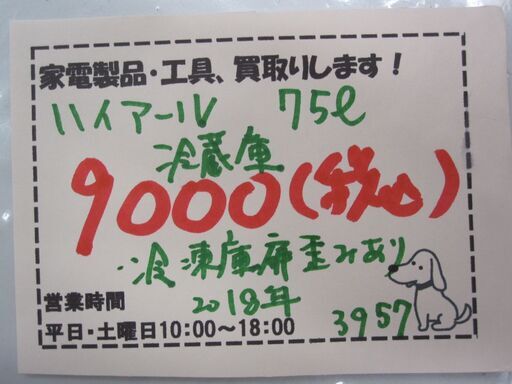 家電製品・工具、買取りします！
ハイアール 75ℓ
冷蔵庫
9000(税込)
冷凍庫扉歪みあり
2018年
営業時間
平日・土曜日10:00～18:00
3957